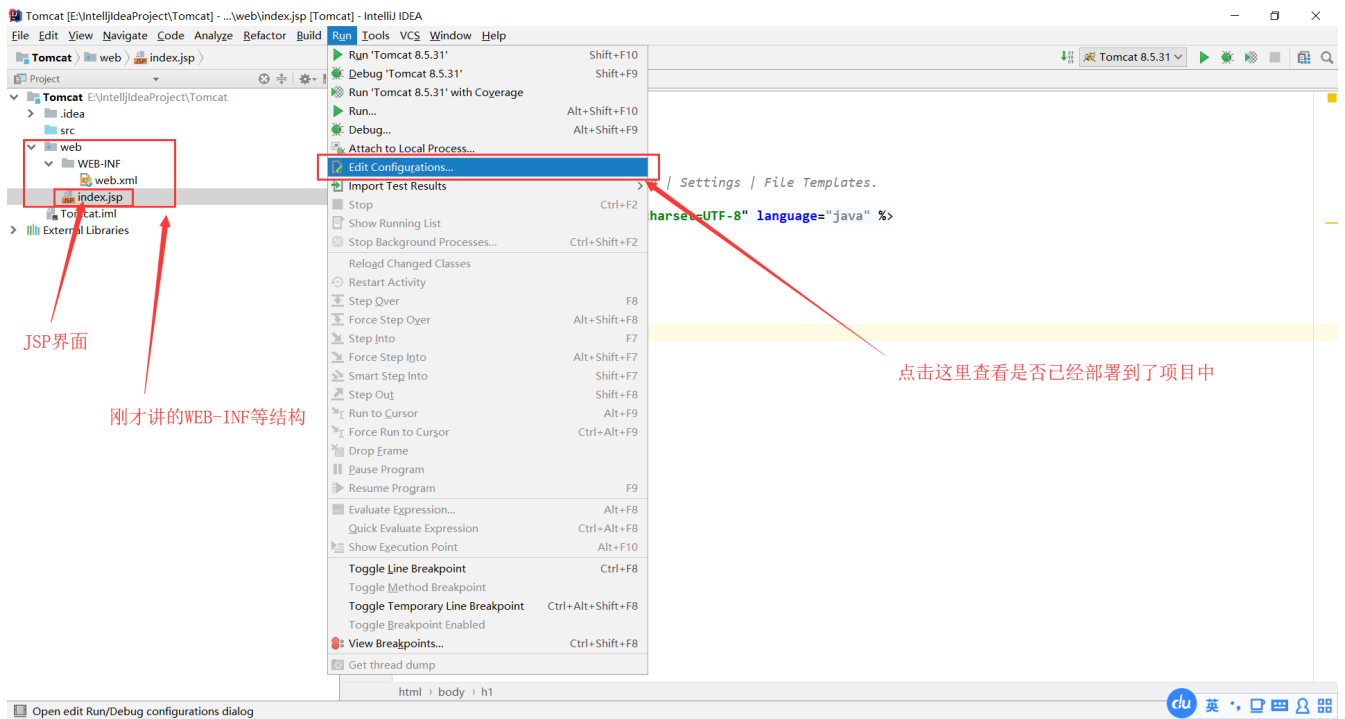 Tomcat [E:\IntelljIdeaProject\Tomcat] - ...\web\index.jsp [Tomcat] - IntelliJ IDEA
File Edit View Navigate Code Analyze Refactor Build Run Tools VCS Window Help
Tomcat web index.jsp
Tomcat 8.5.31
Project
Tomcat E:\IntelljIdeaProject\Tomcat
.idea
src
web
WEB-INF
web.xml
index.jsp
Tomcat.iml
External Libraries
Run 'Tomcat 8.5.31' Shift+F10
Debug 'Tomcat 8.5.31' Shift+F9
Run 'Tomcat 8.5.31' with Coverage
Run... Alt+Shift+F10
Debug... Alt+Shift+F9
Attach to Local Process...
Edit Configurations...
Import Test Results
Stop Ctrl+F2
Show Running List
Stop Background Processes... Ctrl+Shift+F2
Reload Changed Classes
Restart Activity
Step Over F8
Force Step Over Alt+Shift+F8
Step Into F7
Force Step Into Alt+Shift+F7
Smart Step Into Shift+F7
Step Out Shift+F8
Run to Cursor Alt+F9
Force Run to Cursor Ctrl+Alt+F9
Drop Frame
Pause Program
Resume Program F9
Evaluate Expression... Alt+F8
Quick Evaluate Expression Ctrl+Alt+F8
Show Execution Point Alt+F10
Toggle Line Breakpoint Ctrl+F8
Toggle Method Breakpoint
Toggle Temporary Line Breakpoint Ctrl+Alt+Shift+F8
Toggle Breakpoint Enabled
View Breakpoints... Ctrl+Shift+F8
Get thread dump
| Settings | File Templates.
harset=UTF-8" language="java" %>
JSP界面
刚才讲的WEB-INF等结构
点击这里查看是否已经部署到了项目中
html › body › h1
Open edit Run/Debug configurations dialog
du 英